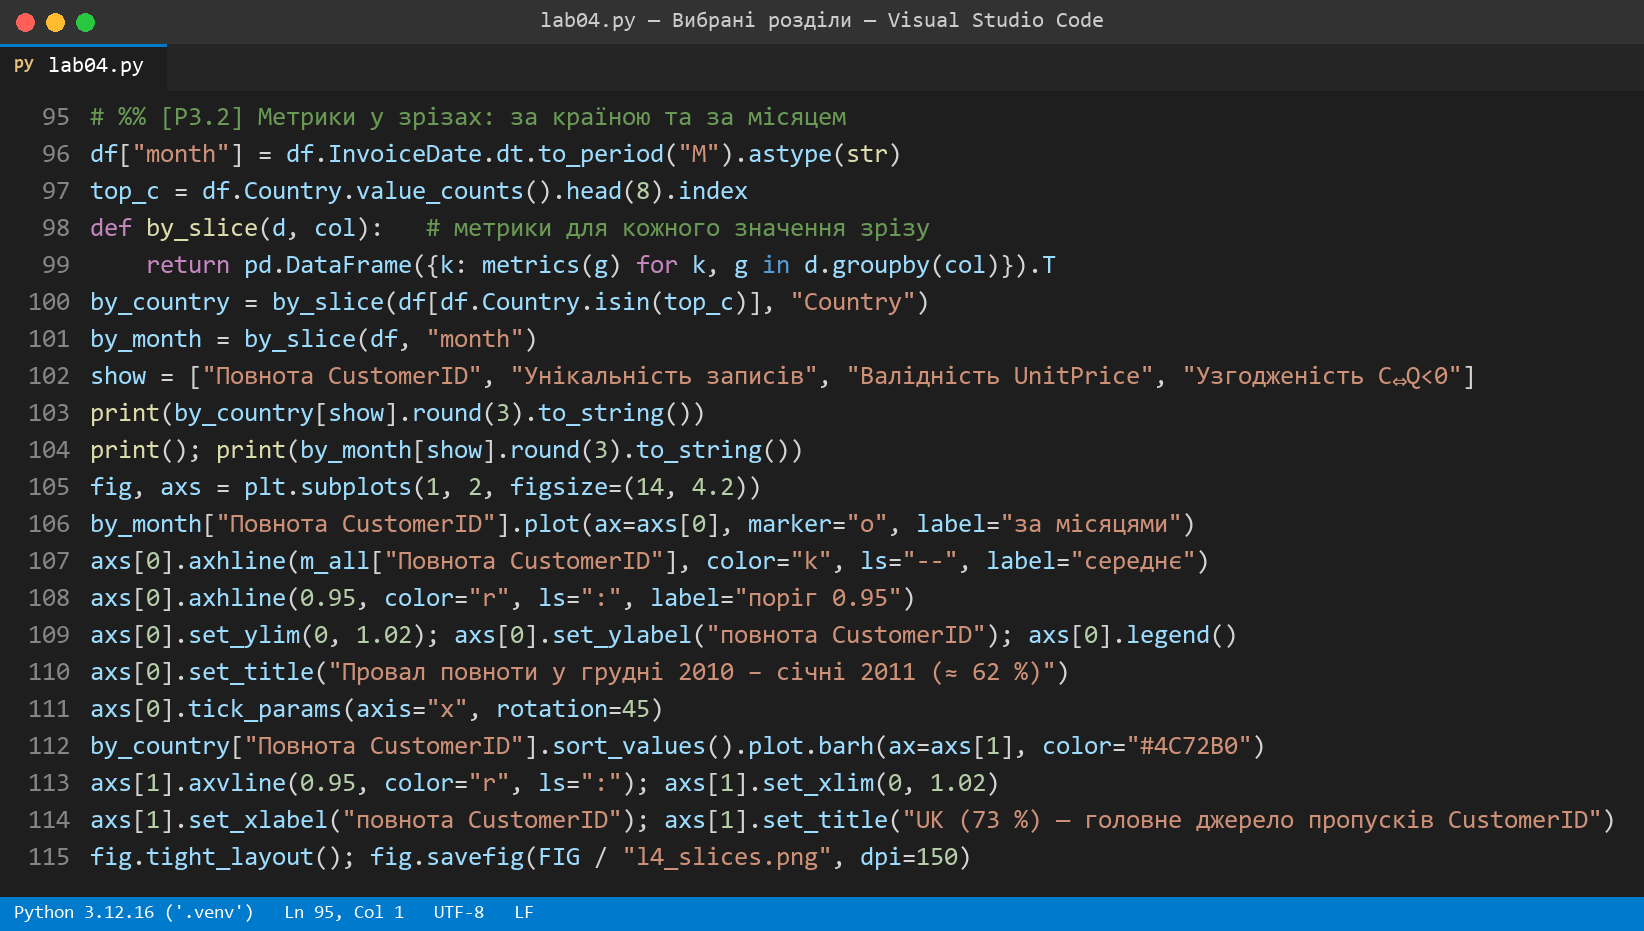 lab04.py — Вибрані розділи — Visual Studio Code
PY lab04.py
95 # %% [P3.2] Метрики у зрізах: за країною та за місяцем
96 df["month"] = df.InvoiceDate.dt.to_period("M").astype(str)
97 top_c = df.Country.value_counts().head(8).index
98 def by_slice(d, col):   # метрики для кожного значення зрізу
99     return pd.DataFrame({k: metrics(g) for k, g in d.groupby(col)}).T
100 by_country = by_slice(df[df.Country.isin(top_c)], "Country")
101 by_month = by_slice(df, "month")
102 show = ["Повнота CustomerID", "Унікальність записів", "Валідність UnitPrice", "Узгодженість C⇔Q<0"]
103 print(by_country[show].round(3).to_string())
104 print(); print(by_month[show].round(3).to_string())
105 fig, axs = plt.subplots(1, 2, figsize=(14, 4.2))
106 by_month["Повнота CustomerID"].plot(ax=axs[0], marker="o", label="за місяцями")
107 axs[0].axhline(m_all["Повнота CustomerID"], color="k", ls="--", label="середнє")
108 axs[0].axhline(0.95, color="r", ls=":", label="поріг 0.95")
109 axs[0].set_ylim(0, 1.02); axs[0].set_ylabel("повнота CustomerID"); axs[0].legend()
110 axs[0].set_title("Провал повноти у грудні 2010 – січні 2011 (≈ 62 %)")
111 axs[0].tick_params(axis="x", rotation=45)
112 by_country["Повнота CustomerID"].sort_values().plot.barh(ax=axs[1], color="#4C72B0")
113 axs[1].axvline(0.95, color="r", ls=":"); axs[1].set_xlim(0, 1.02)
114 axs[1].set_xlabel("повнота CustomerID"); axs[1].set_title("UK (73 %) — головне джерело пропусків CustomerID")
115 fig.tight_layout(); fig.savefig(FIG / "l4_slices.png", dpi=150)
Python 3.12.16 ('.venv')   Ln 95, Col 1   UTF-8   LF